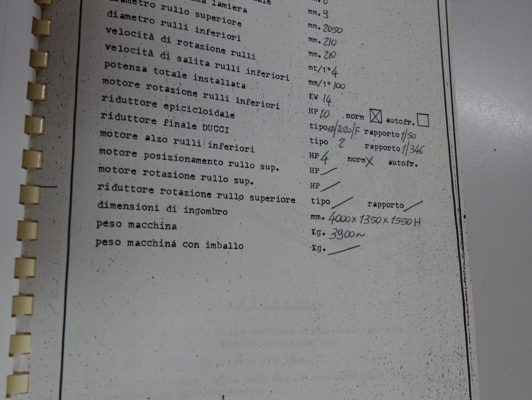 lamiera mm. 9
diametro rullo superiore mm. 2050
diametro rulli inferiori mm. 210
velocità di rotazione rulli mm. 210
velocità di salita rulli inferiori mt/1' 4
potenza totale installata mm/1' 100
motore rotazione rulli inferiori KW 14
riduttore epicicloidale HP 10 norm ☒ autofr. ☐
riduttore finale DUCCI tipo /F rapporto 1/50
motore alzo rulli inferiori tipo 2 rapporto 1/346
motore posizionamento rullo sup. HP 4 norm X autofr.
motore rotazione rullo sup. HP /
riduttore rotazione rullo superiore HP /
dimensioni di ingombro tipo / rapporto /
peso macchina mm. 4000 x 1350 x 1550 H
peso macchina con imballo Kg. 3900 ~
Kg. /